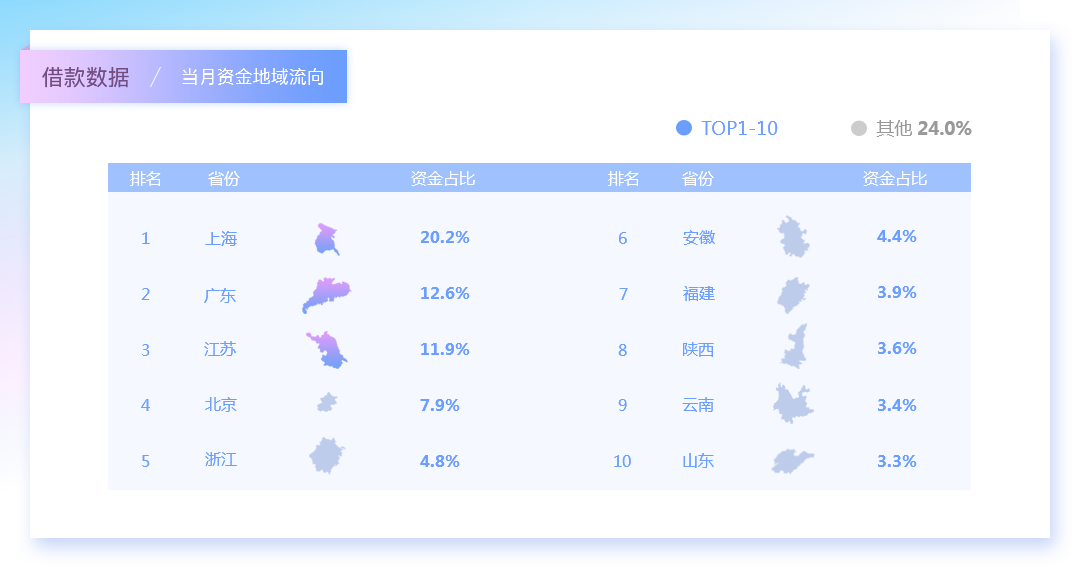 借款数据 / 当月资金地域流向
TOP1-10 其他 24.0%
排名 省份 资金占比 排名 省份 资金占比
1 上海 20.2% 6 安徽 4.4%
2 广东 12.6% 7 福建 3.9%
3 江苏 11.9% 8 陕西 3.6%
4 北京 7.9% 9 云南 3.4%
5 浙江 4.8% 10 山东 3.3%